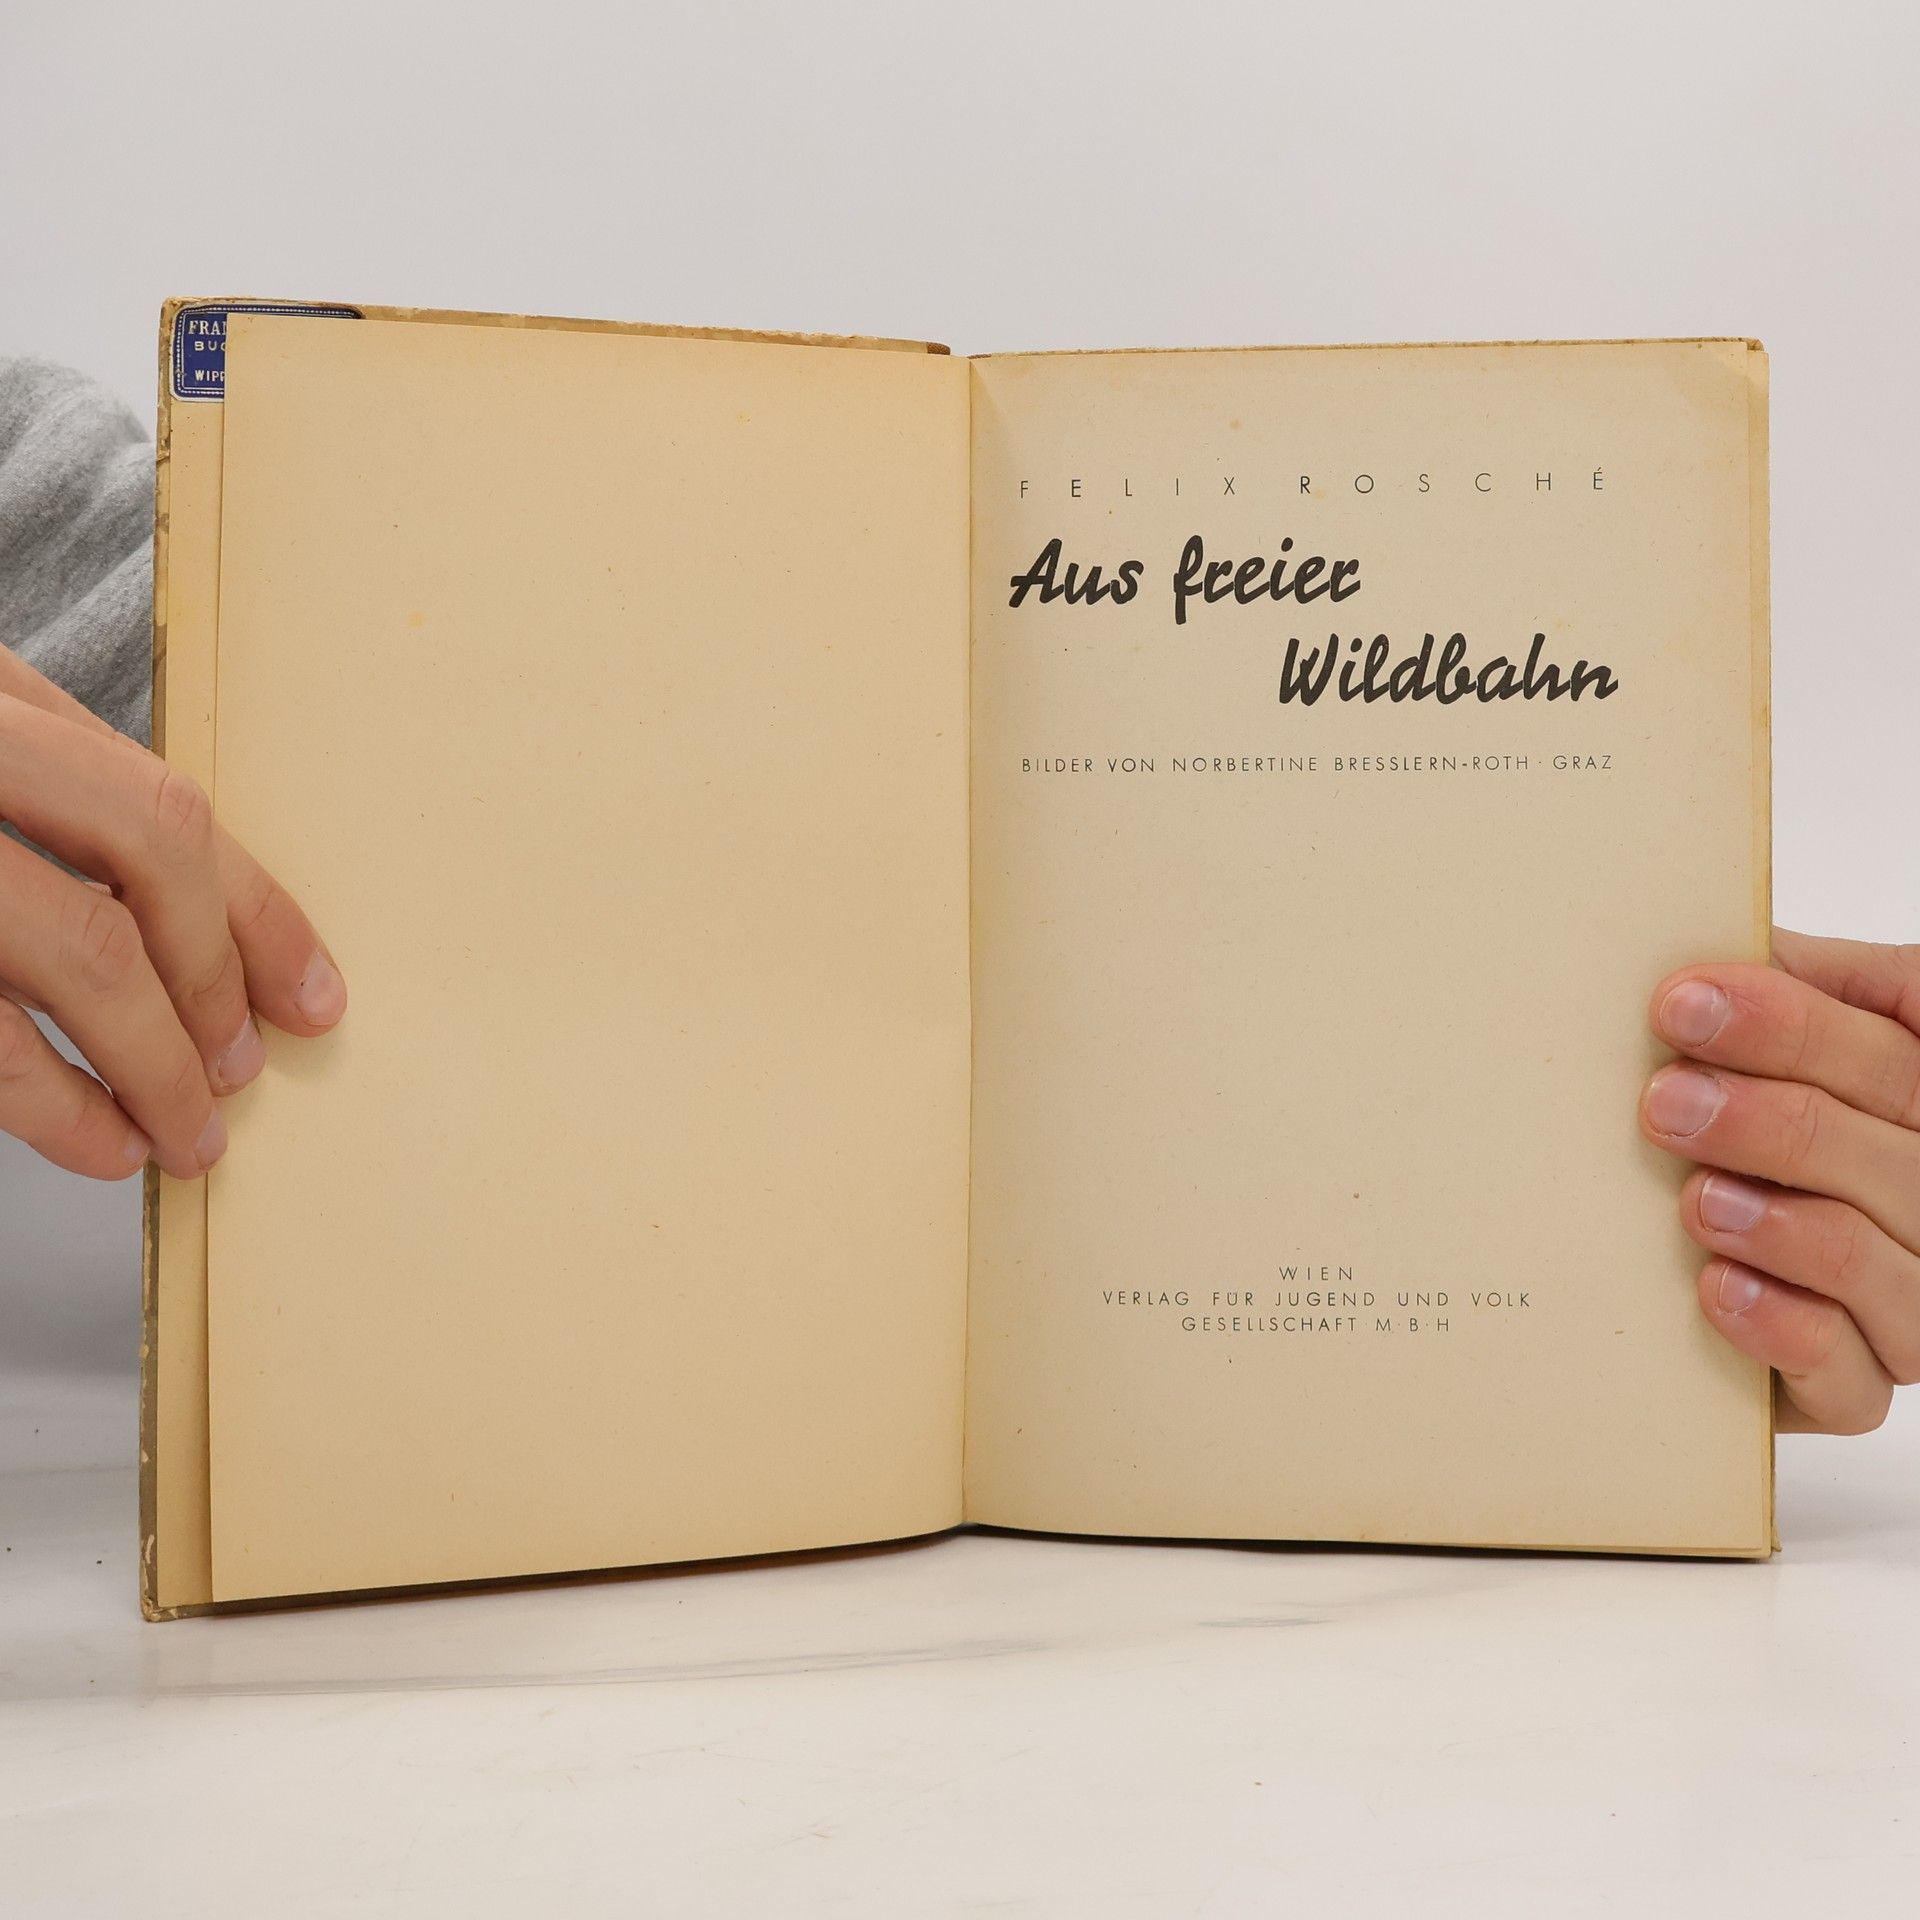 FELIX ROSCHÉ
Aus freier
Wildbahn
BILDER VON NORBERTINE BRESSLERN-ROTH · GRAZ
WIEN
VERLAG FÜR JUGEND UND VOLK
GESELLSCHAFT M·B·H